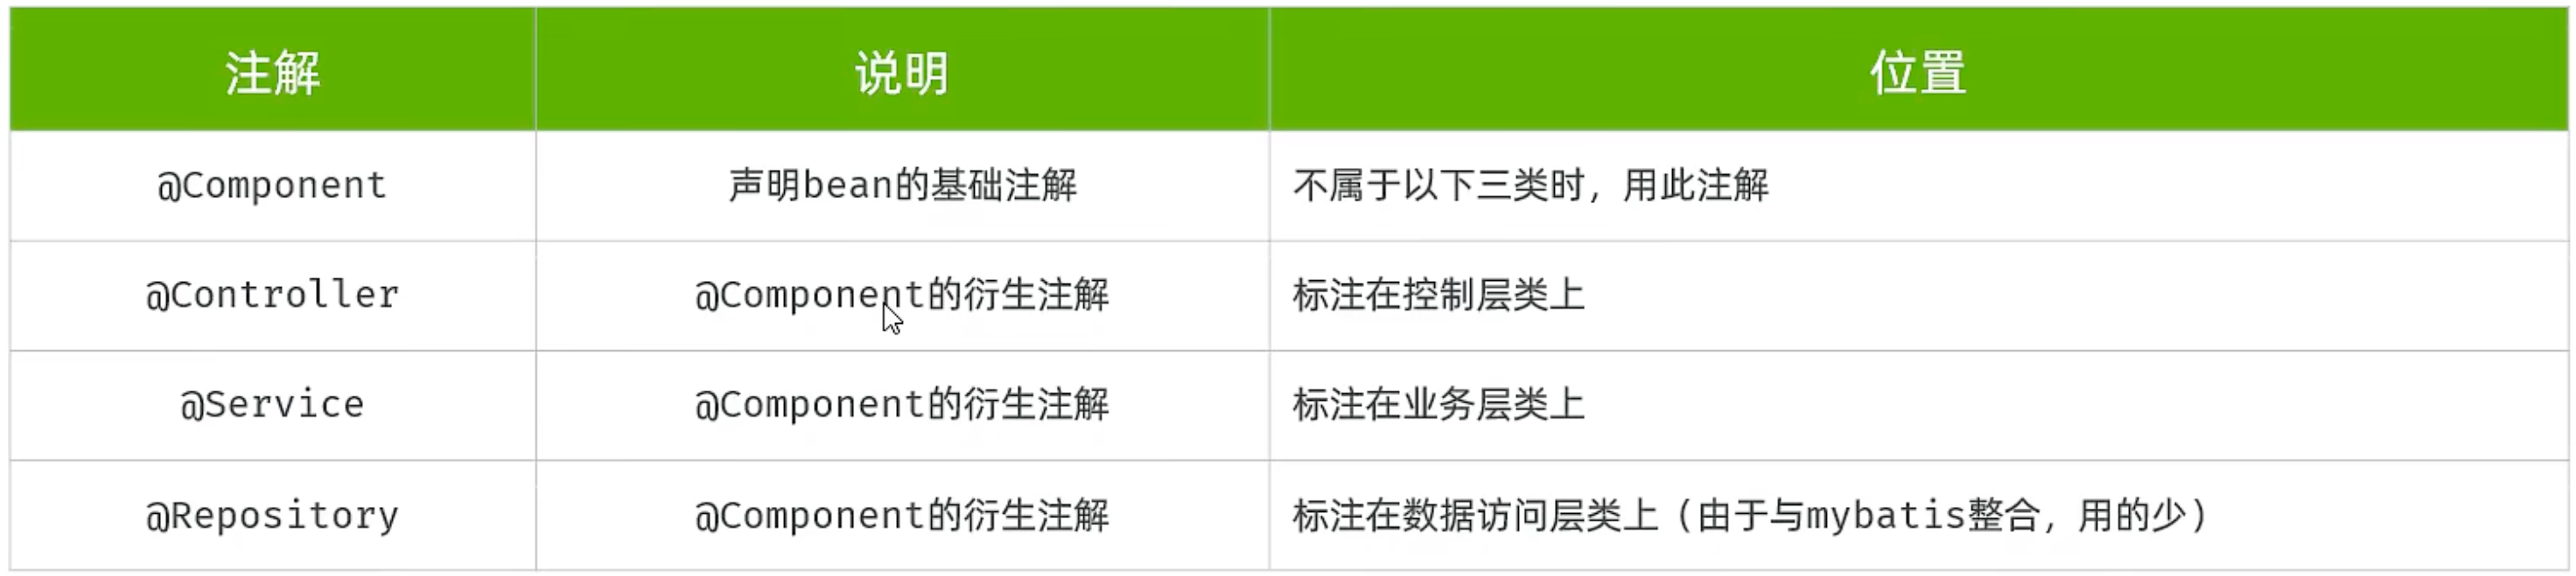 注解 说明 位置
@Component 声明bean的基础注解 不属于以下三类时，用此注解
@Controller @Component的衍生注解 标注在控制层类上
@Service @Component的衍生注解 标注在业务层类上
@Repository @Component的衍生注解 标注在数据访问层类上（由于与mybatis整合，用的少）